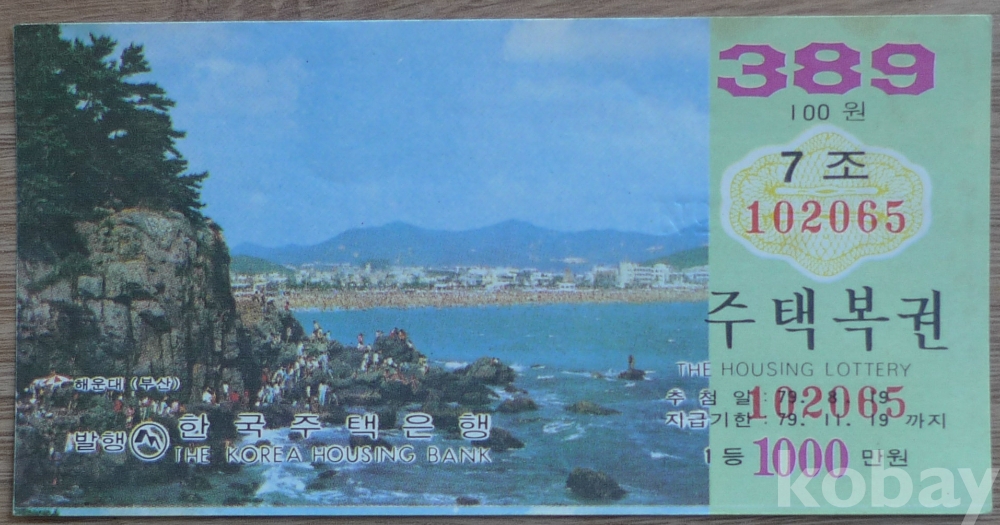 389
100 원
7 조
102065
주택복권
THE HOUSING LOTTERY
102065
추 첨 일 : 79. 8. 19
지급기한 : 79. 11. 19 까지
1등 1000 만원
해운대 (부산)
발행 한국주택은행
THE KOREA HOUSING BANK
kobay